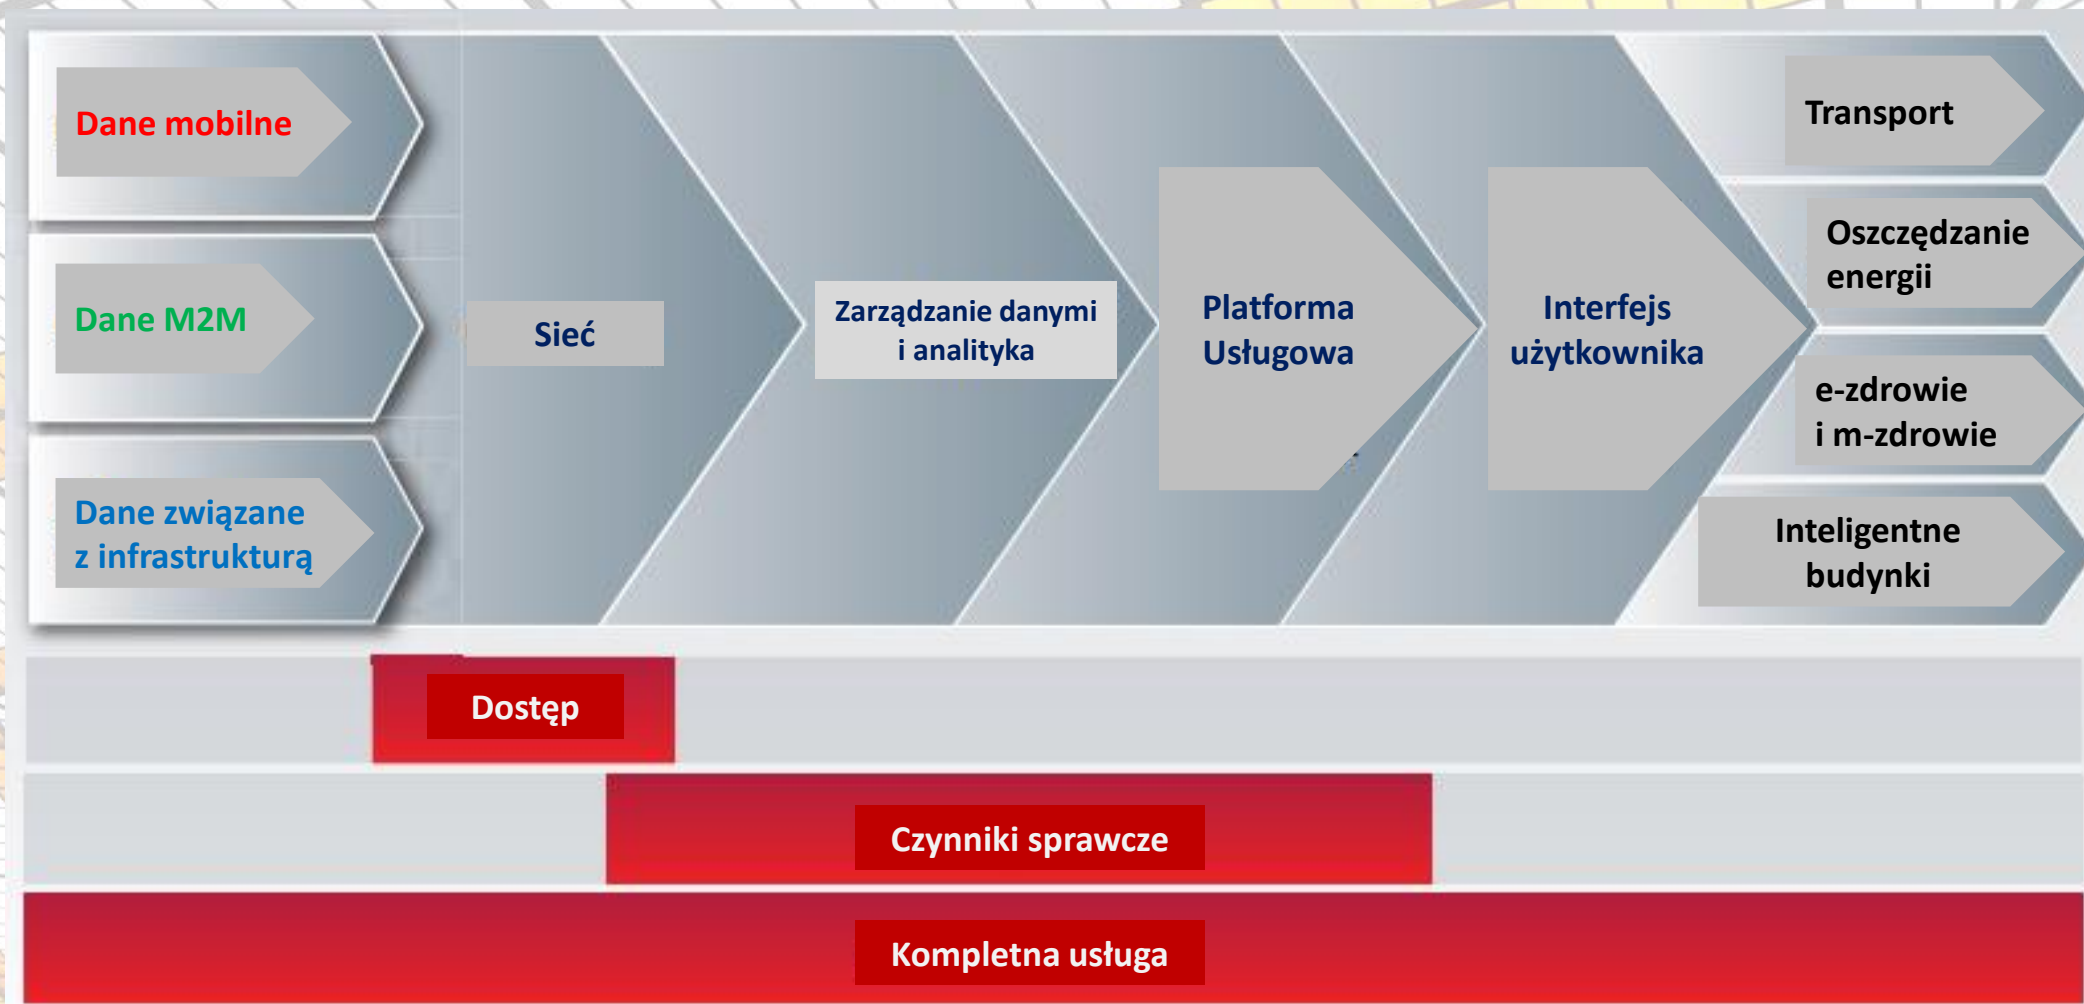 Dane mobilne
Dane M2M
Dane związane
z infrastrukturą
Sieć
Zarządzanie danymi
i analityka
Platforma
Usługowa
Interfejs
użytkownika
Transport
Oszczędzanie
energii
e-zdrowie
i m-zdrowie
Inteligentne
budynki
Dostęp
Czynniki sprawcze
Kompletna usługa